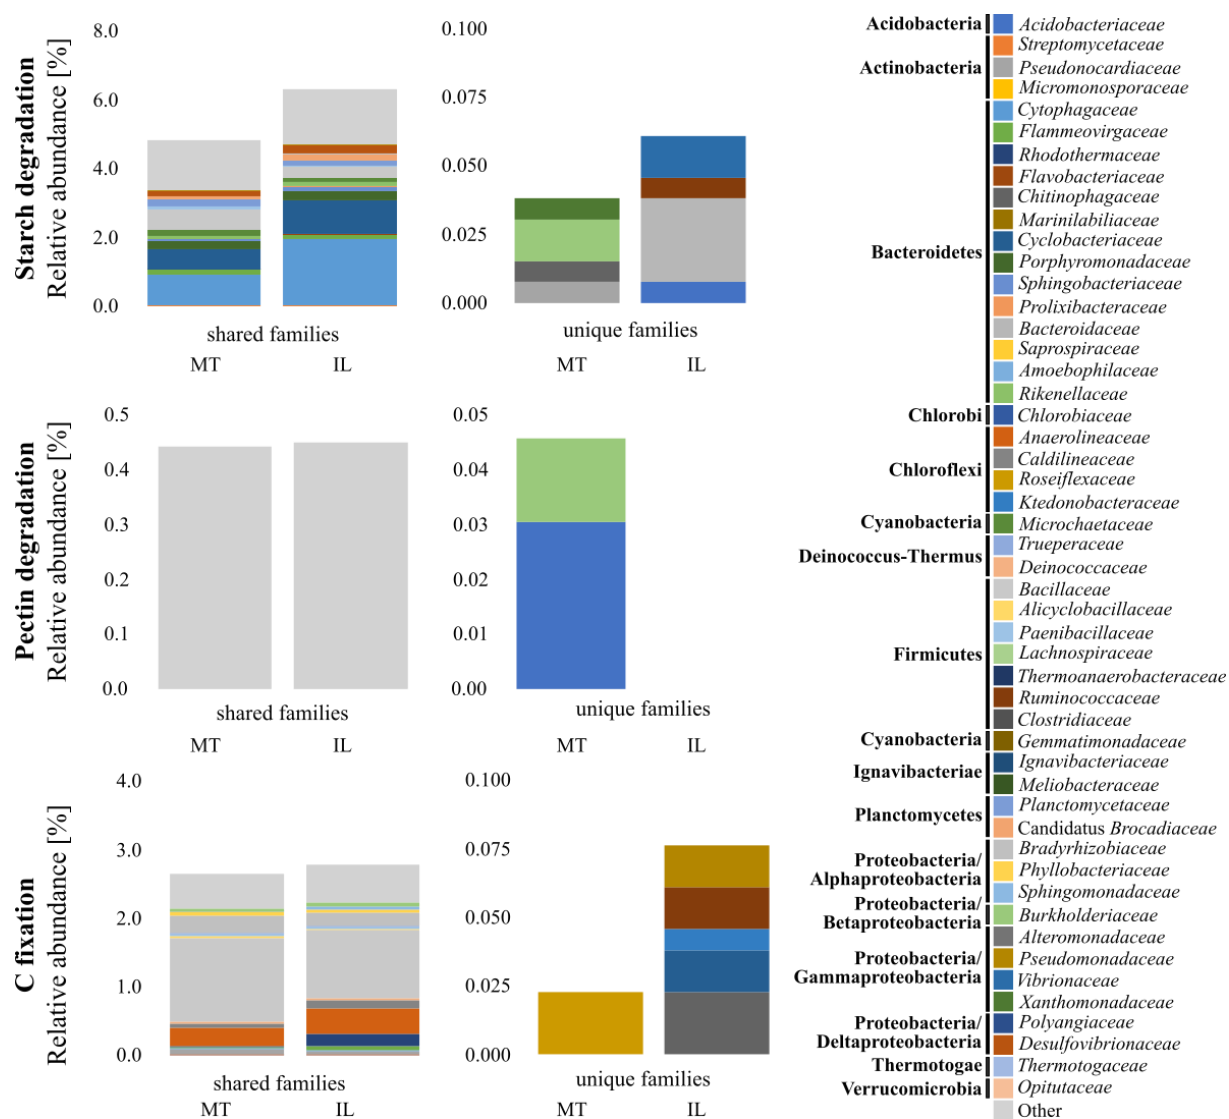 Starch degradation
Relative abundance [%]
8.0
6.0
4.0
2.0
0.0
shared families
MT IL
0.100
0.075
0.050
0.025
0.000
unique families
MT IL
Pectin degradation
Relative abundance [%]
0.5
0.4
0.3
0.2
0.1
0.0
shared families
MT IL
0.05
0.04
0.03
0.02
0.01
0.00
unique families
MT IL
C fixation
Relative abundance [%]
4.0
3.0
2.0
1.0
0.0
shared families
MT IL
0.100
0.075
0.050
0.025
0.000
unique families
MT IL
Acidobacteria
Acidobacteriaceae
Actinobacteria
Streptomycetaceae
Pseudonocardiaceae
Micromonosporaceae
Bacteroidetes
Cytophagaceae
Flammeovirgaceae
Rhodothermaceae
Flavobacteriaceae
Chitinophagaceae
Marinilabiliaceae
Cyclobacteriaceae
Porphyromonadaceae
Sphingobacteriaceae
Prolixibacteraceae
Bacteroidaceae
Saprospiraceae
Amoebophilaceae
Rikenellaceae
Chlorobi
Chlorobiaceae
Chloroflexi
Anaerolineaceae
Caldilineaceae
Roseiflexaceae
Ktedonobacteraceae
Cyanobacteria
Microchaetaceae
Deinococcus-Thermus
Trueperaceae
Deinococcaceae
Firmicutes
Bacillaceae
Alicyclobacillaceae
Paenibacillaceae
Lachnospiraceae
Thermoanaerobacteraceae
Ruminococcaceae
Clostridiaceae
Cyanobacteria
Gemmatimonadaceae
Ignavibacteriae
Ignavibacteriaceae
Meliobacteraceae
Planctomycetes
Planctomycetaceae
Candidatus Brocadiaceae
Proteobacteria/
Alphaproteobacteria
Bradyrhizobiaceae
Phyllobacteriaceae
Sphingomonadaceae
Proteobacteria/
Betaproteobacteria
Burkholderiaceae
Proteobacteria/
Gammaproteobacteria
Alteromonadaceae
Pseudomonadaceae
Vibrionaceae
Xanthomonadaceae
Proteobacteria/
Deltaproteobacteria
Polyangiaceae
Desulfovibrionaceae
Thermotogae
Thermotogaceae
Verrucomicrobia
Opitutaceae
Other